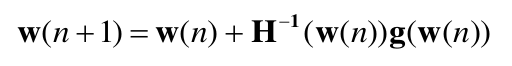 w(n+1) = w(n) + H⁻¹(w(n))g(w(n))